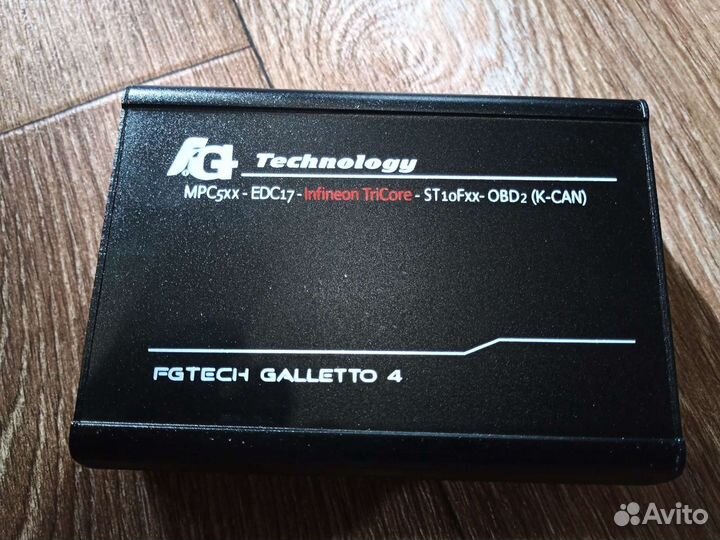 FG Technology
MPC5xx - EDC17 - Infineon TriCore - ST10Fxx- OBD2 (K-CAN)
FGTECH GALLETTO 4
Avito